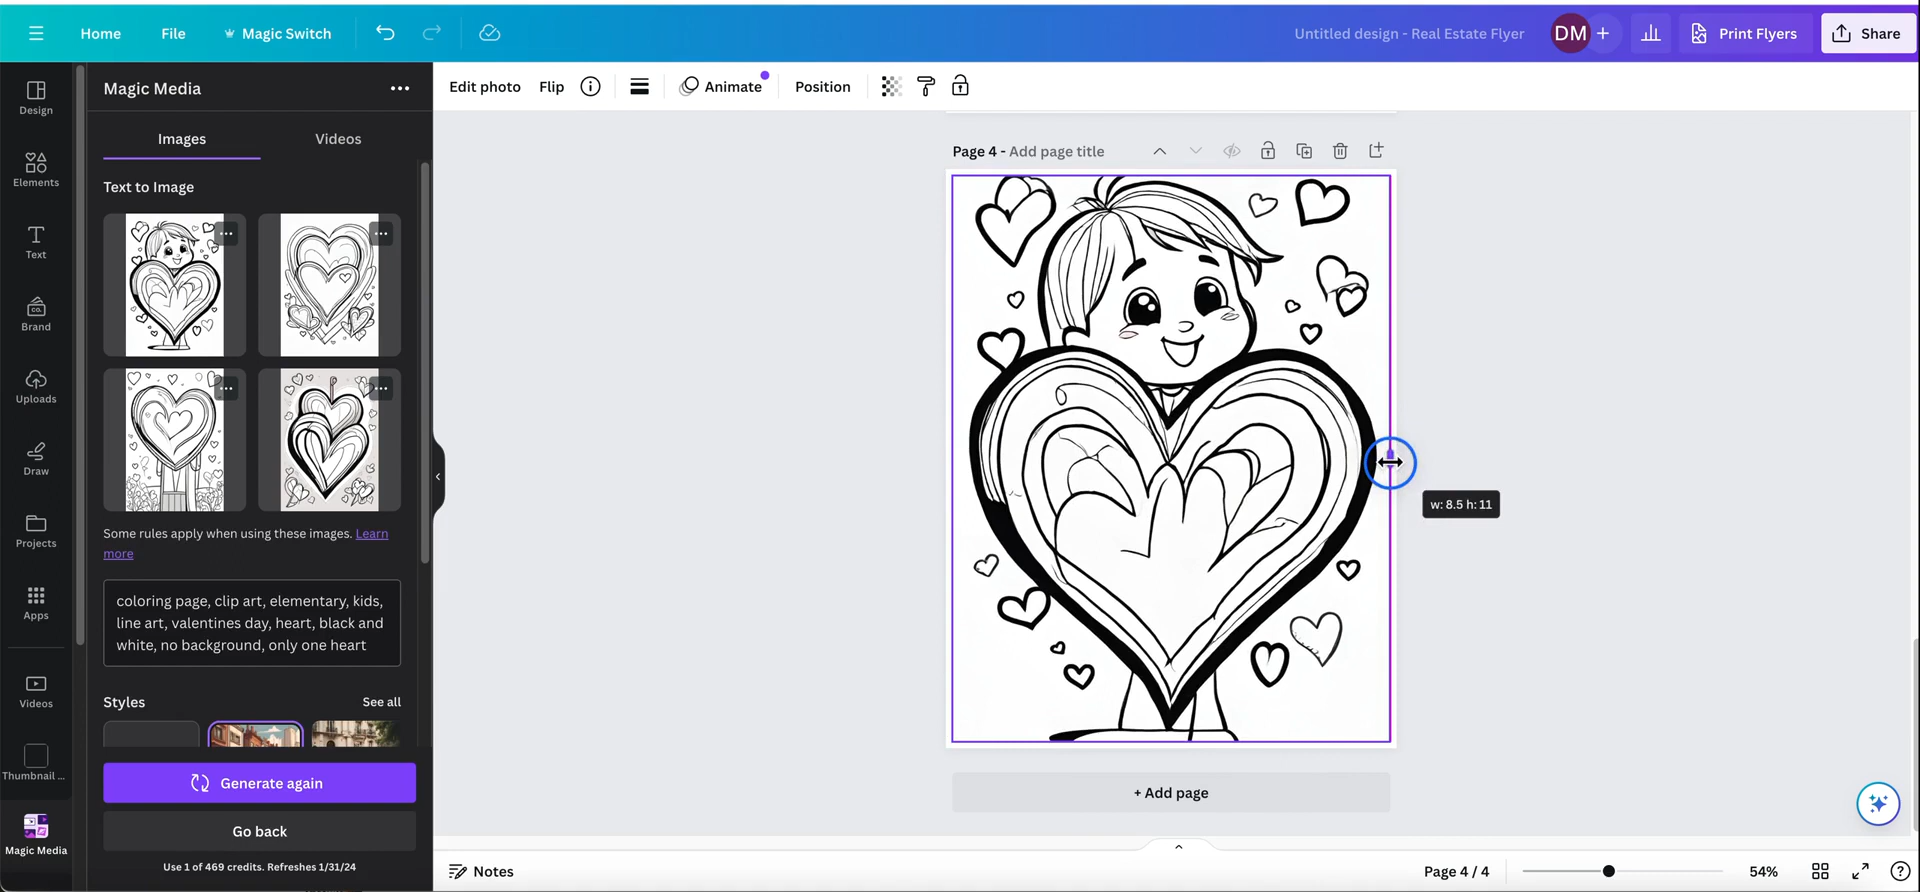 Home
File
Magic Switch
Untitled design - Real Estate Flyer
DM
Print Flyers
Share
Design
Elements
Text
Brand
CO.
Uploads
Draw
Projects
Apps
Videos
Thumbnail ...
Magic Media
Magic Media
Images
Videos
Text to Image
Some rules apply when using these images. Learn
more
coloring page, clip art, elementary, kids,
line art, valentines day, heart, black and
white, no background, only one heart
Styles
See all
Generate again
Go back
Use 1 of 469 credits. Refreshes 1/31/24
Edit photo
Flip
Animate
Position
Page 4 - Add page title
w: 8.5 h: 11
+ Add page
Notes
Page 4 / 4
54%